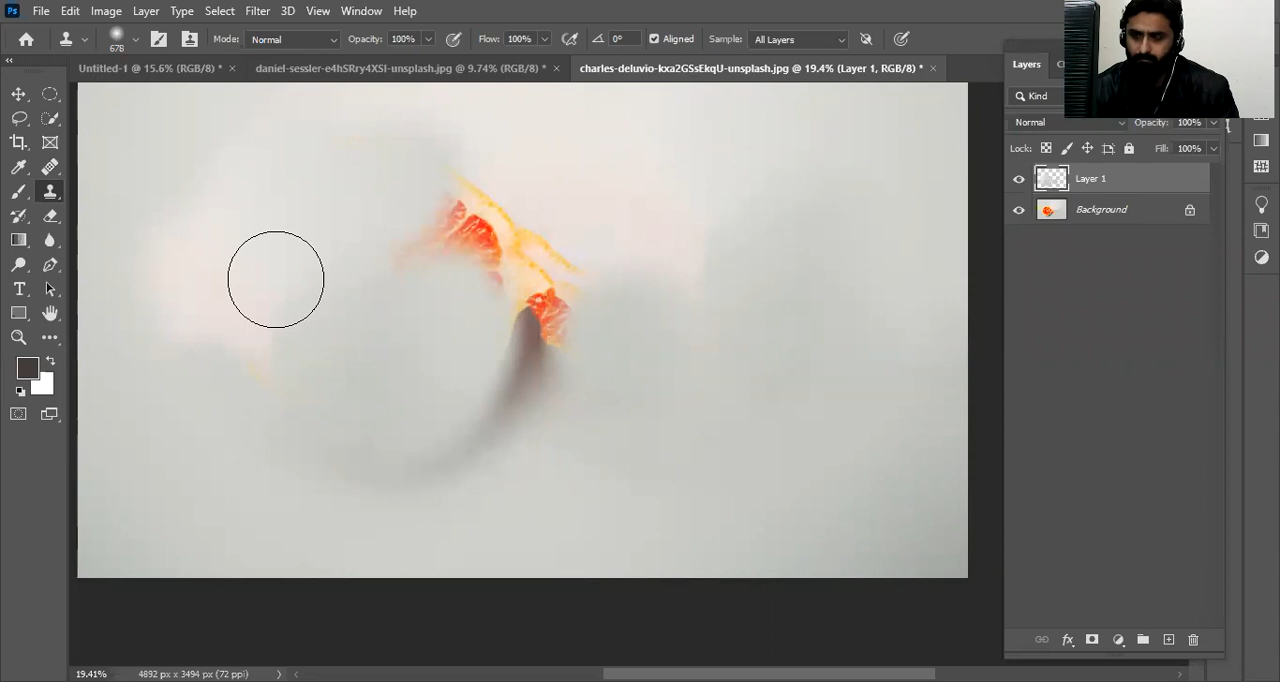 Ps File Edit Image Layer Type Select Filter 3D View Window Help
678 Mode: Normal Opacity: 100% Flow: 100% 0° Aligned Sample: All Layers
Untitled-1 @ 15.6% (RGB/8) * × daniel-sessler-e4hSRry4XSI-unsplash.jpg @ 9.74% (RGB/8) * × charles-deluvio-kxa2GSsEkqU-unsplash.jpg @ 19.4% (Layer 1, RGB/8) * ×
Layers
Kind
Normal Opacity: 100%
Lock: Fill: 100%
Layer 1
Background
fx
19.41% 4892 px x 3494 px (72 ppi)